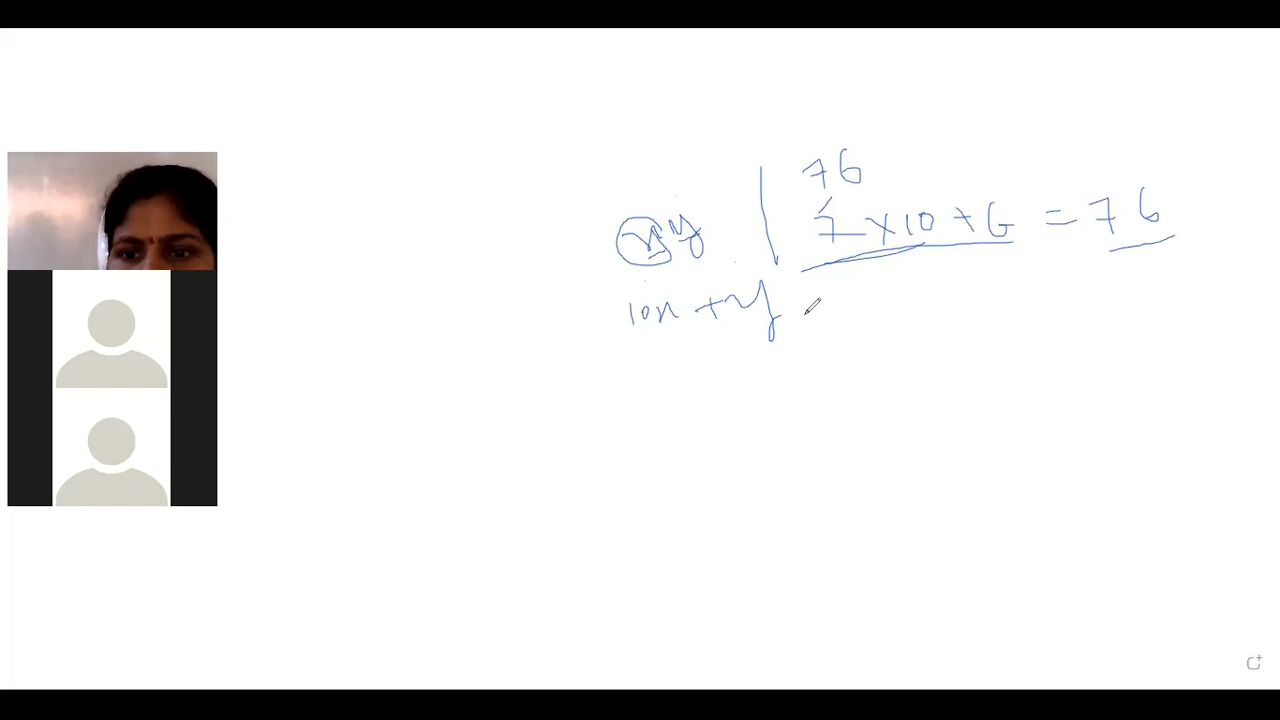 76
xy
7 × 10 + 6 = 76
10x + y